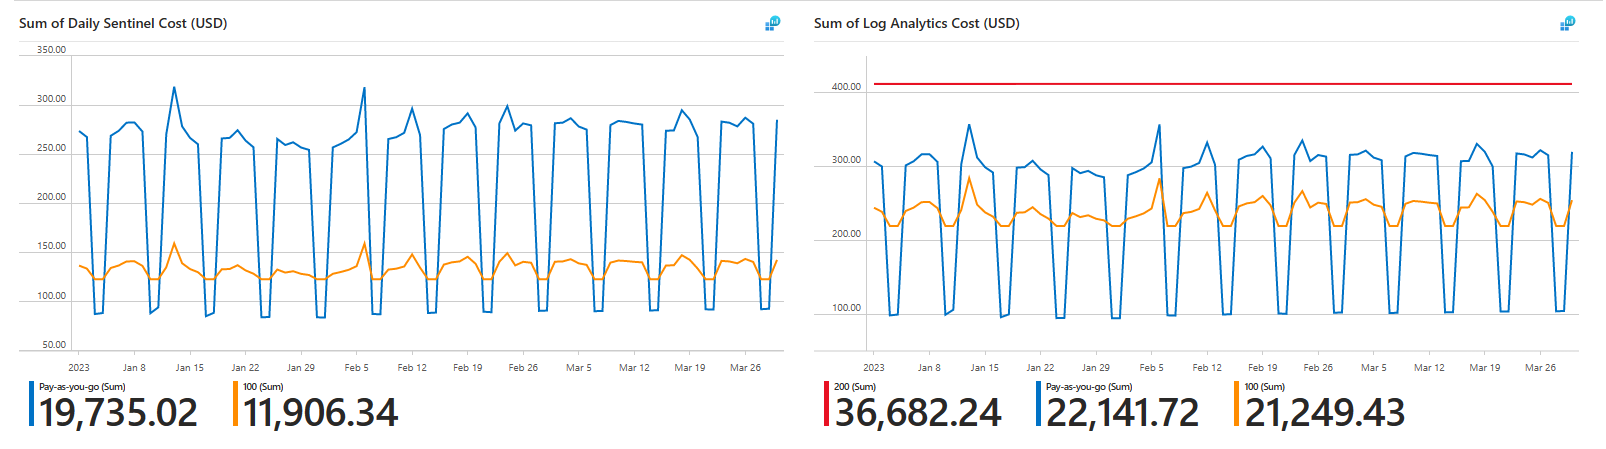 Sum of Daily Sentinel Cost (USD)
350.00
300.00
250.00
200.00
150.00
100.00
50.00
2023 Jan 8 Jan 15 Jan 22 Jan 29 Feb 5 Feb 12 Feb 19 Feb 26 Mar 5 Mar 12 Mar 19 Mar 26
Pay-as-you-go (Sum) 100 (Sum)
19,735.02 11,906.34
Sum of Log Analytics Cost (USD)
400.00
300.00
200.00
100.00
2023 Jan 8 Jan 15 Jan 22 Jan 29 Feb 5 Feb 12 Feb 19 Feb 26 Mar 5 Mar 12 Mar 19 Mar 26
200 (Sum) Pay-as-you-go (Sum) 100 (Sum)
36,682.24 22,141.72 21,249.43